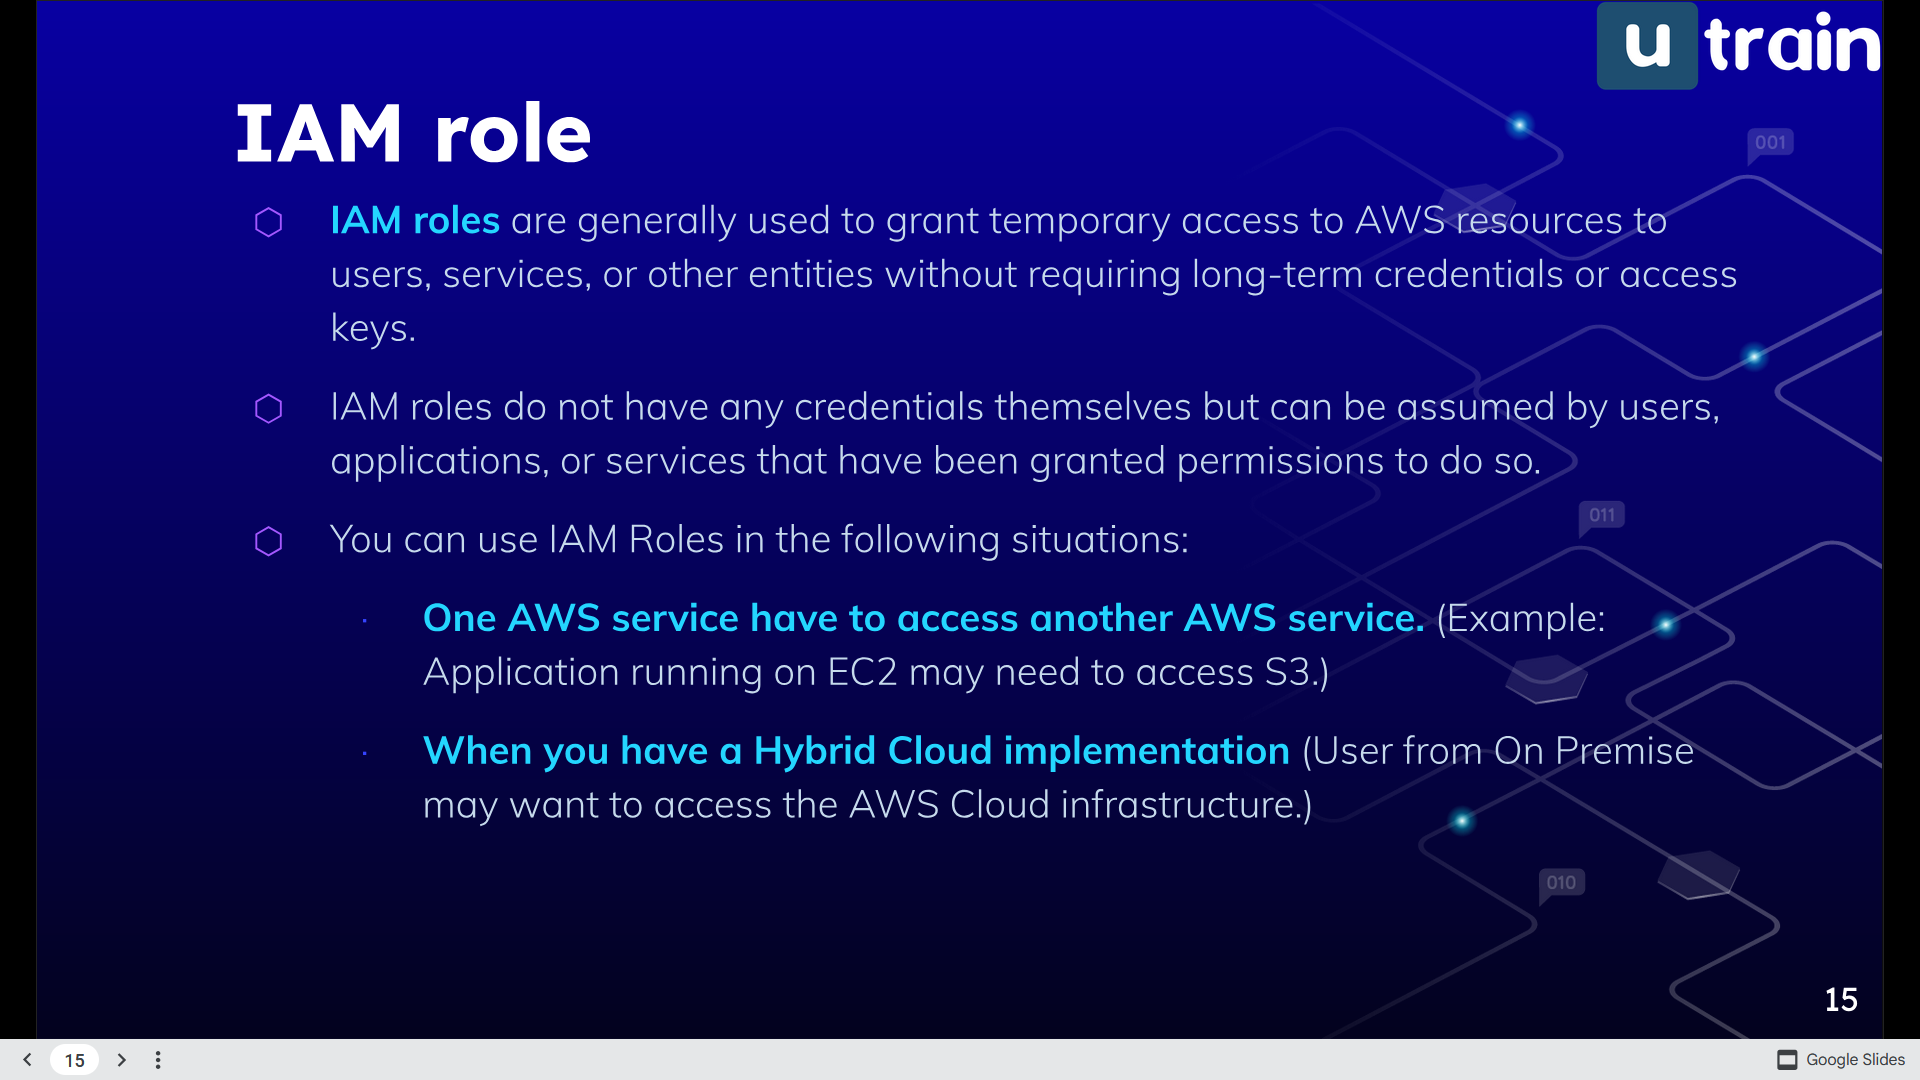 u train
IAM role
001
IAM roles are generally used to grant temporary access to AWS resources to
users, services, or other entities without requiring long-term credentials or access
keys.
IAM roles do not have any credentials themselves but can be assumed by users,
applications, or services that have been granted permissions to do so.
011
You can use IAM Roles in the following situations:
One AWS service have to access another AWS service. (Example:
Application running on EC2 may need to access S3.)
When you have a Hybrid Cloud implementation (User from On Premise
may want to access the AWS Cloud infrastructure.)
010
15
15
Google Slides